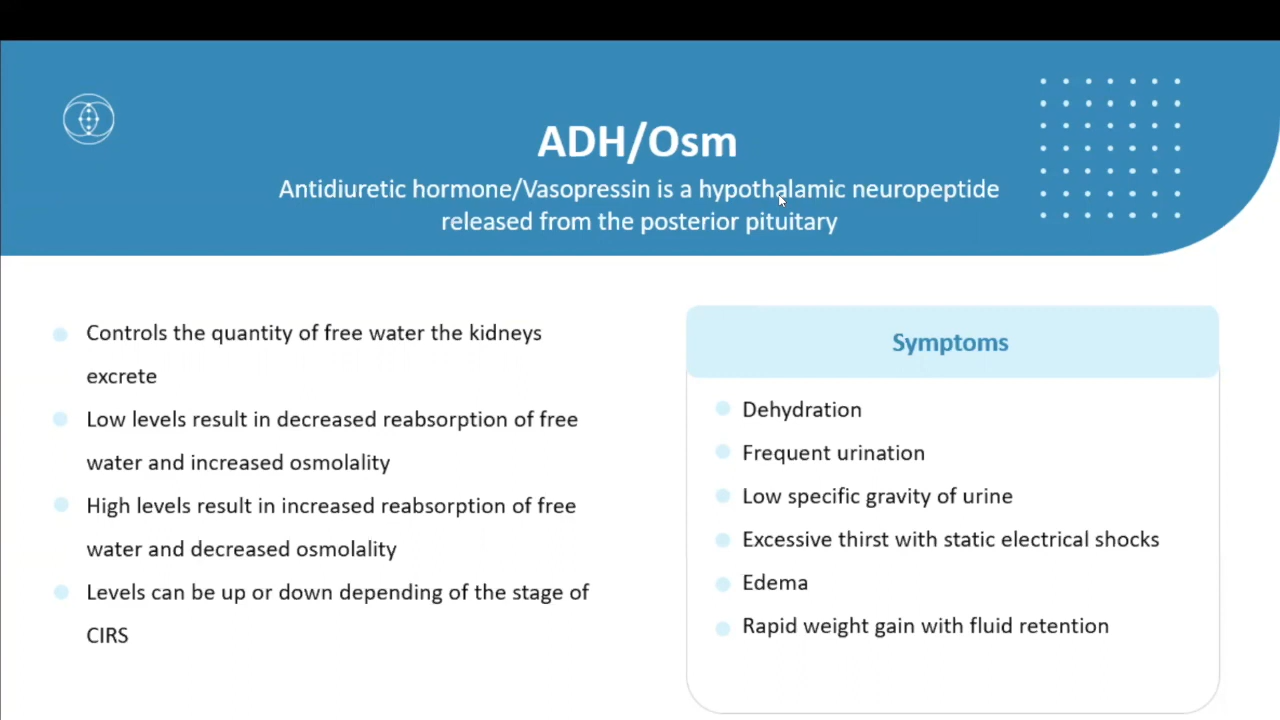 ADH/Osm
Antidiuretic hormone/Vasopressin is a hypothalamic neuropeptide
released from the posterior pituitary
Controls the quantity of free water the kidneys
excrete
Low levels result in decreased reabsorption of free
water and increased osmolality
High levels result in increased reabsorption of free
water and decreased osmolality
Levels can be up or down depending of the stage of
CIRS
Symptoms
Dehydration
Frequent urination
Low specific gravity of urine
Excessive thirst with static electrical shocks
Edema
Rapid weight gain with fluid retention